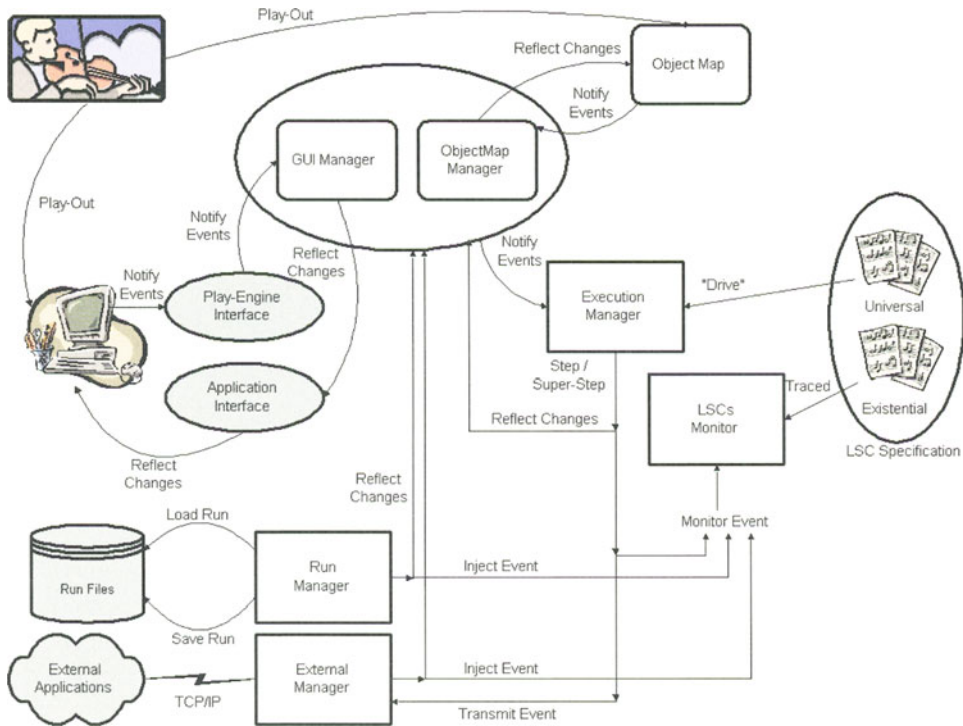 Play-Out
Reflect Changes
Object Map
Notify
Events
GUI Manager
ObjectMap
Manager
Play-Out
Notify
Events
Reflect
Changes
Notify
Events
Notify
Events
Play-Engine
Interface
Execution
Manager
"Drive"
Universal
Application
Interface
Step /
Super-Step
Traced
Existential
LSCs
Monitor
Reflect Changes
LSC Specification
Reflect
Changes
Reflect
Changes
Load Run
Monitor Event
Run Files
Run
Manager
Inject Event
Save Run
External
Applications
TCP/IP
External
Manager
Inject Event
Transmit Event